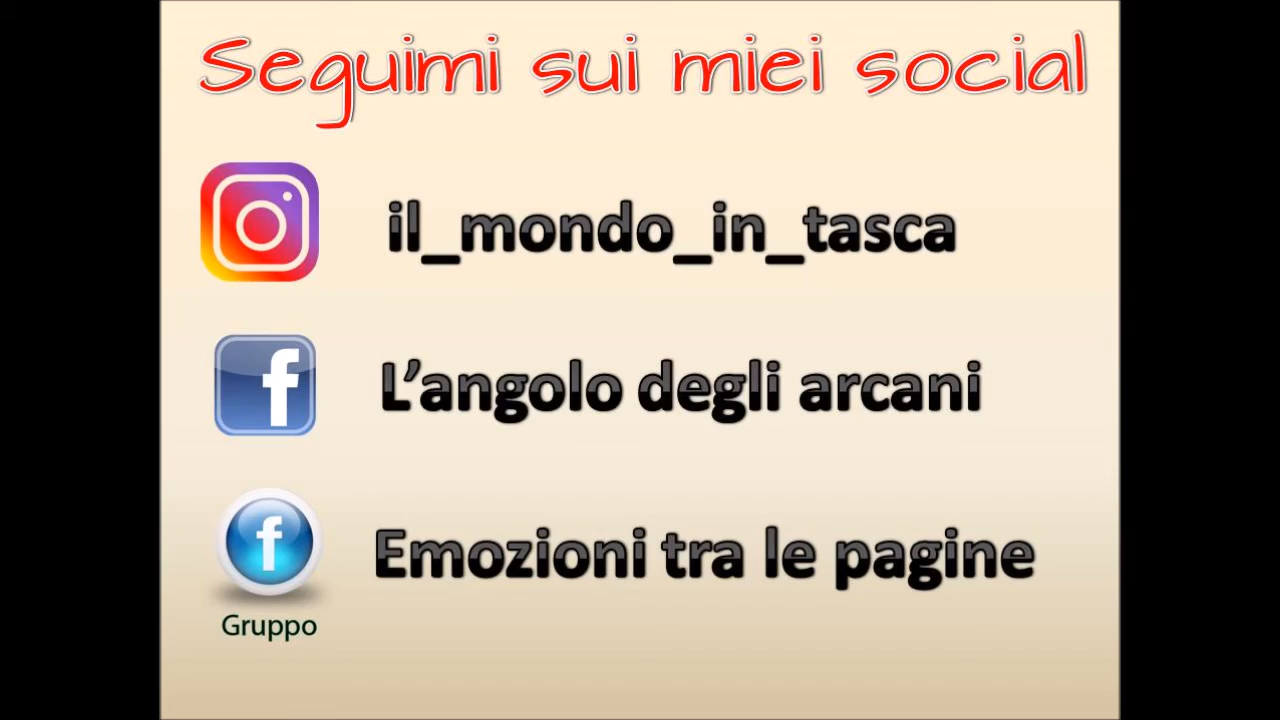 Seguimi sui miei social
il_mondo_in_tasca
L’angolo degli arcani
Emozioni tra le pagine
Gruppo